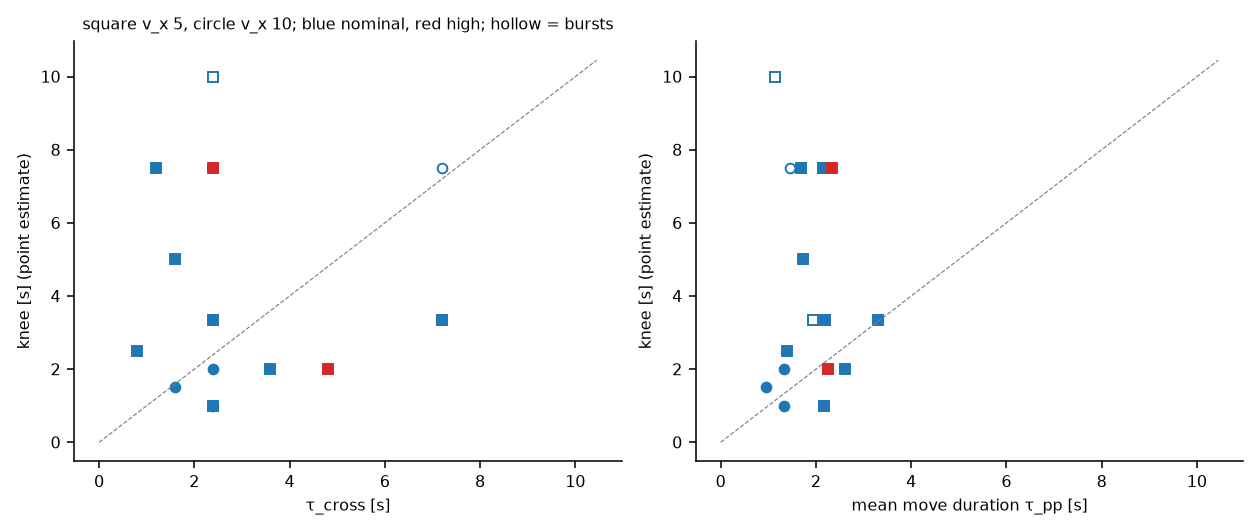 square v_x 5, circle v_x 10; blue nominal, red high; hollow = bursts
knee [s] (point estimate)
10
8
6
4
2
0
0 2 4 6 8 10
τ_cross [s]
knee [s] (point estimate)
10
8
6
4
2
0
0 2 4 6 8 10
mean move duration τ_pp [s]